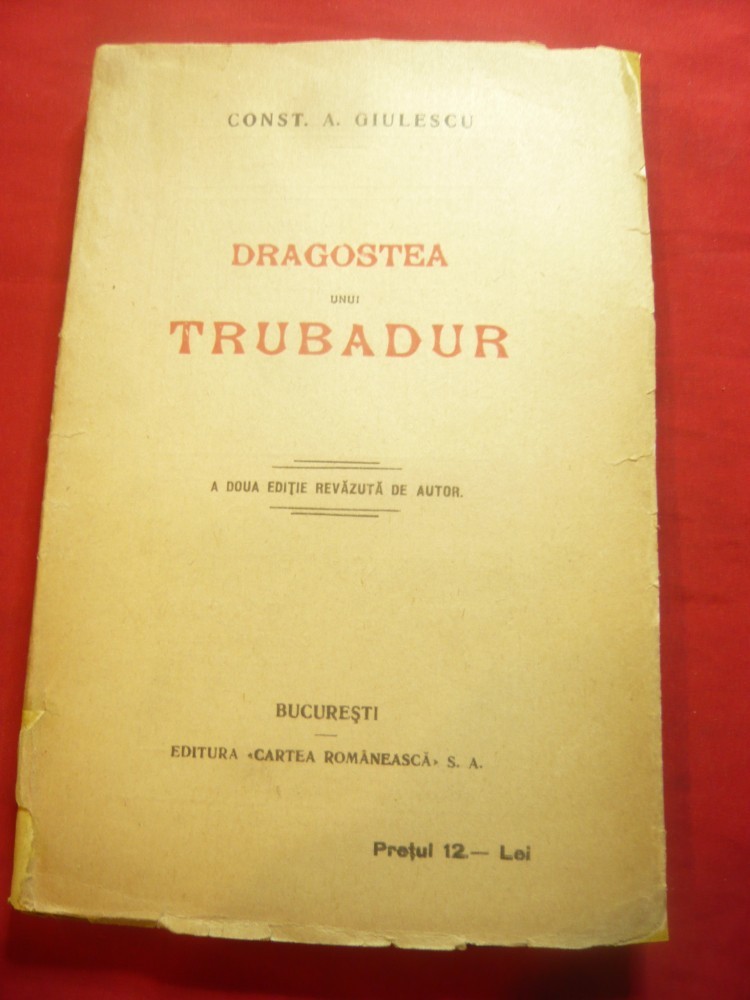 CONST. A. GIULESCU
DRAGOSTEA
UNUI
TRUBADUR
A DOUA EDIȚIE REVĂZUTĂ DE AUTOR.
BUCUREȘTI
EDITURA «CARTEA ROMÂNEASCĂ» S. A.
Prețul 12.— Lei